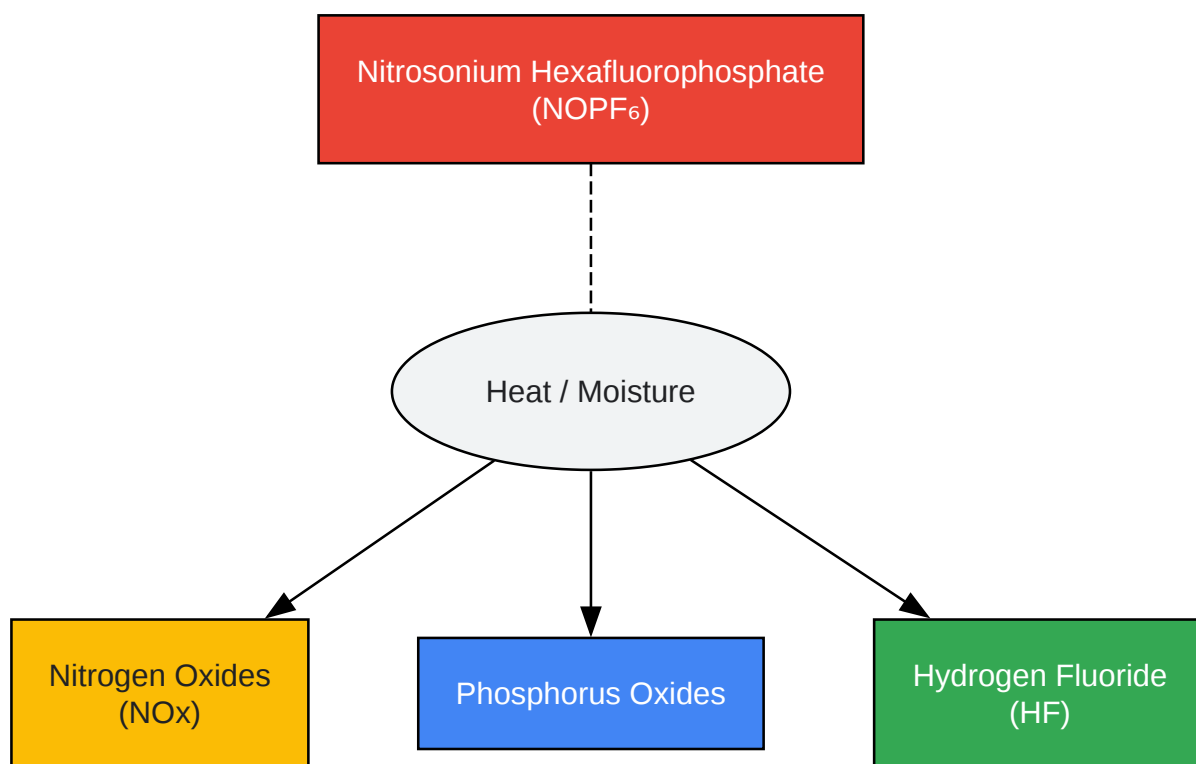 Nitrosonium Hexafluorophosphate
(NOPF₆)
Heat / Moisture
Nitrogen Oxides
(NOx)
Phosphorus Oxides
Hydrogen Fluoride
(HF)